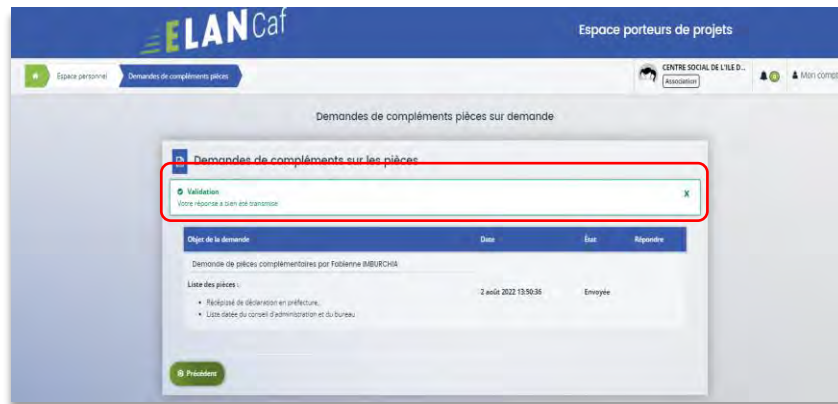 ELANCaf
Espace porteurs de projets
Espace personnel
Demandes de compléments pièces
CENTRE SOCIAL DE L'ILE D...
Association
0
Mon compt
Demandes de compléments pièces sur demande
Demandes de compléments sur les pièces
Validation
X
Votre réponse a bien été transmise
Objet de la demande Date État Répondre
Demande de pièces complémentaires par Fabienne IMBURCHIA
Liste des pièces :
2 août 2022 13:50:36 Envoyée
Récépissé de déclaration en préfecture,
Liste datée du conseil d'administration et du bureau
Précédent